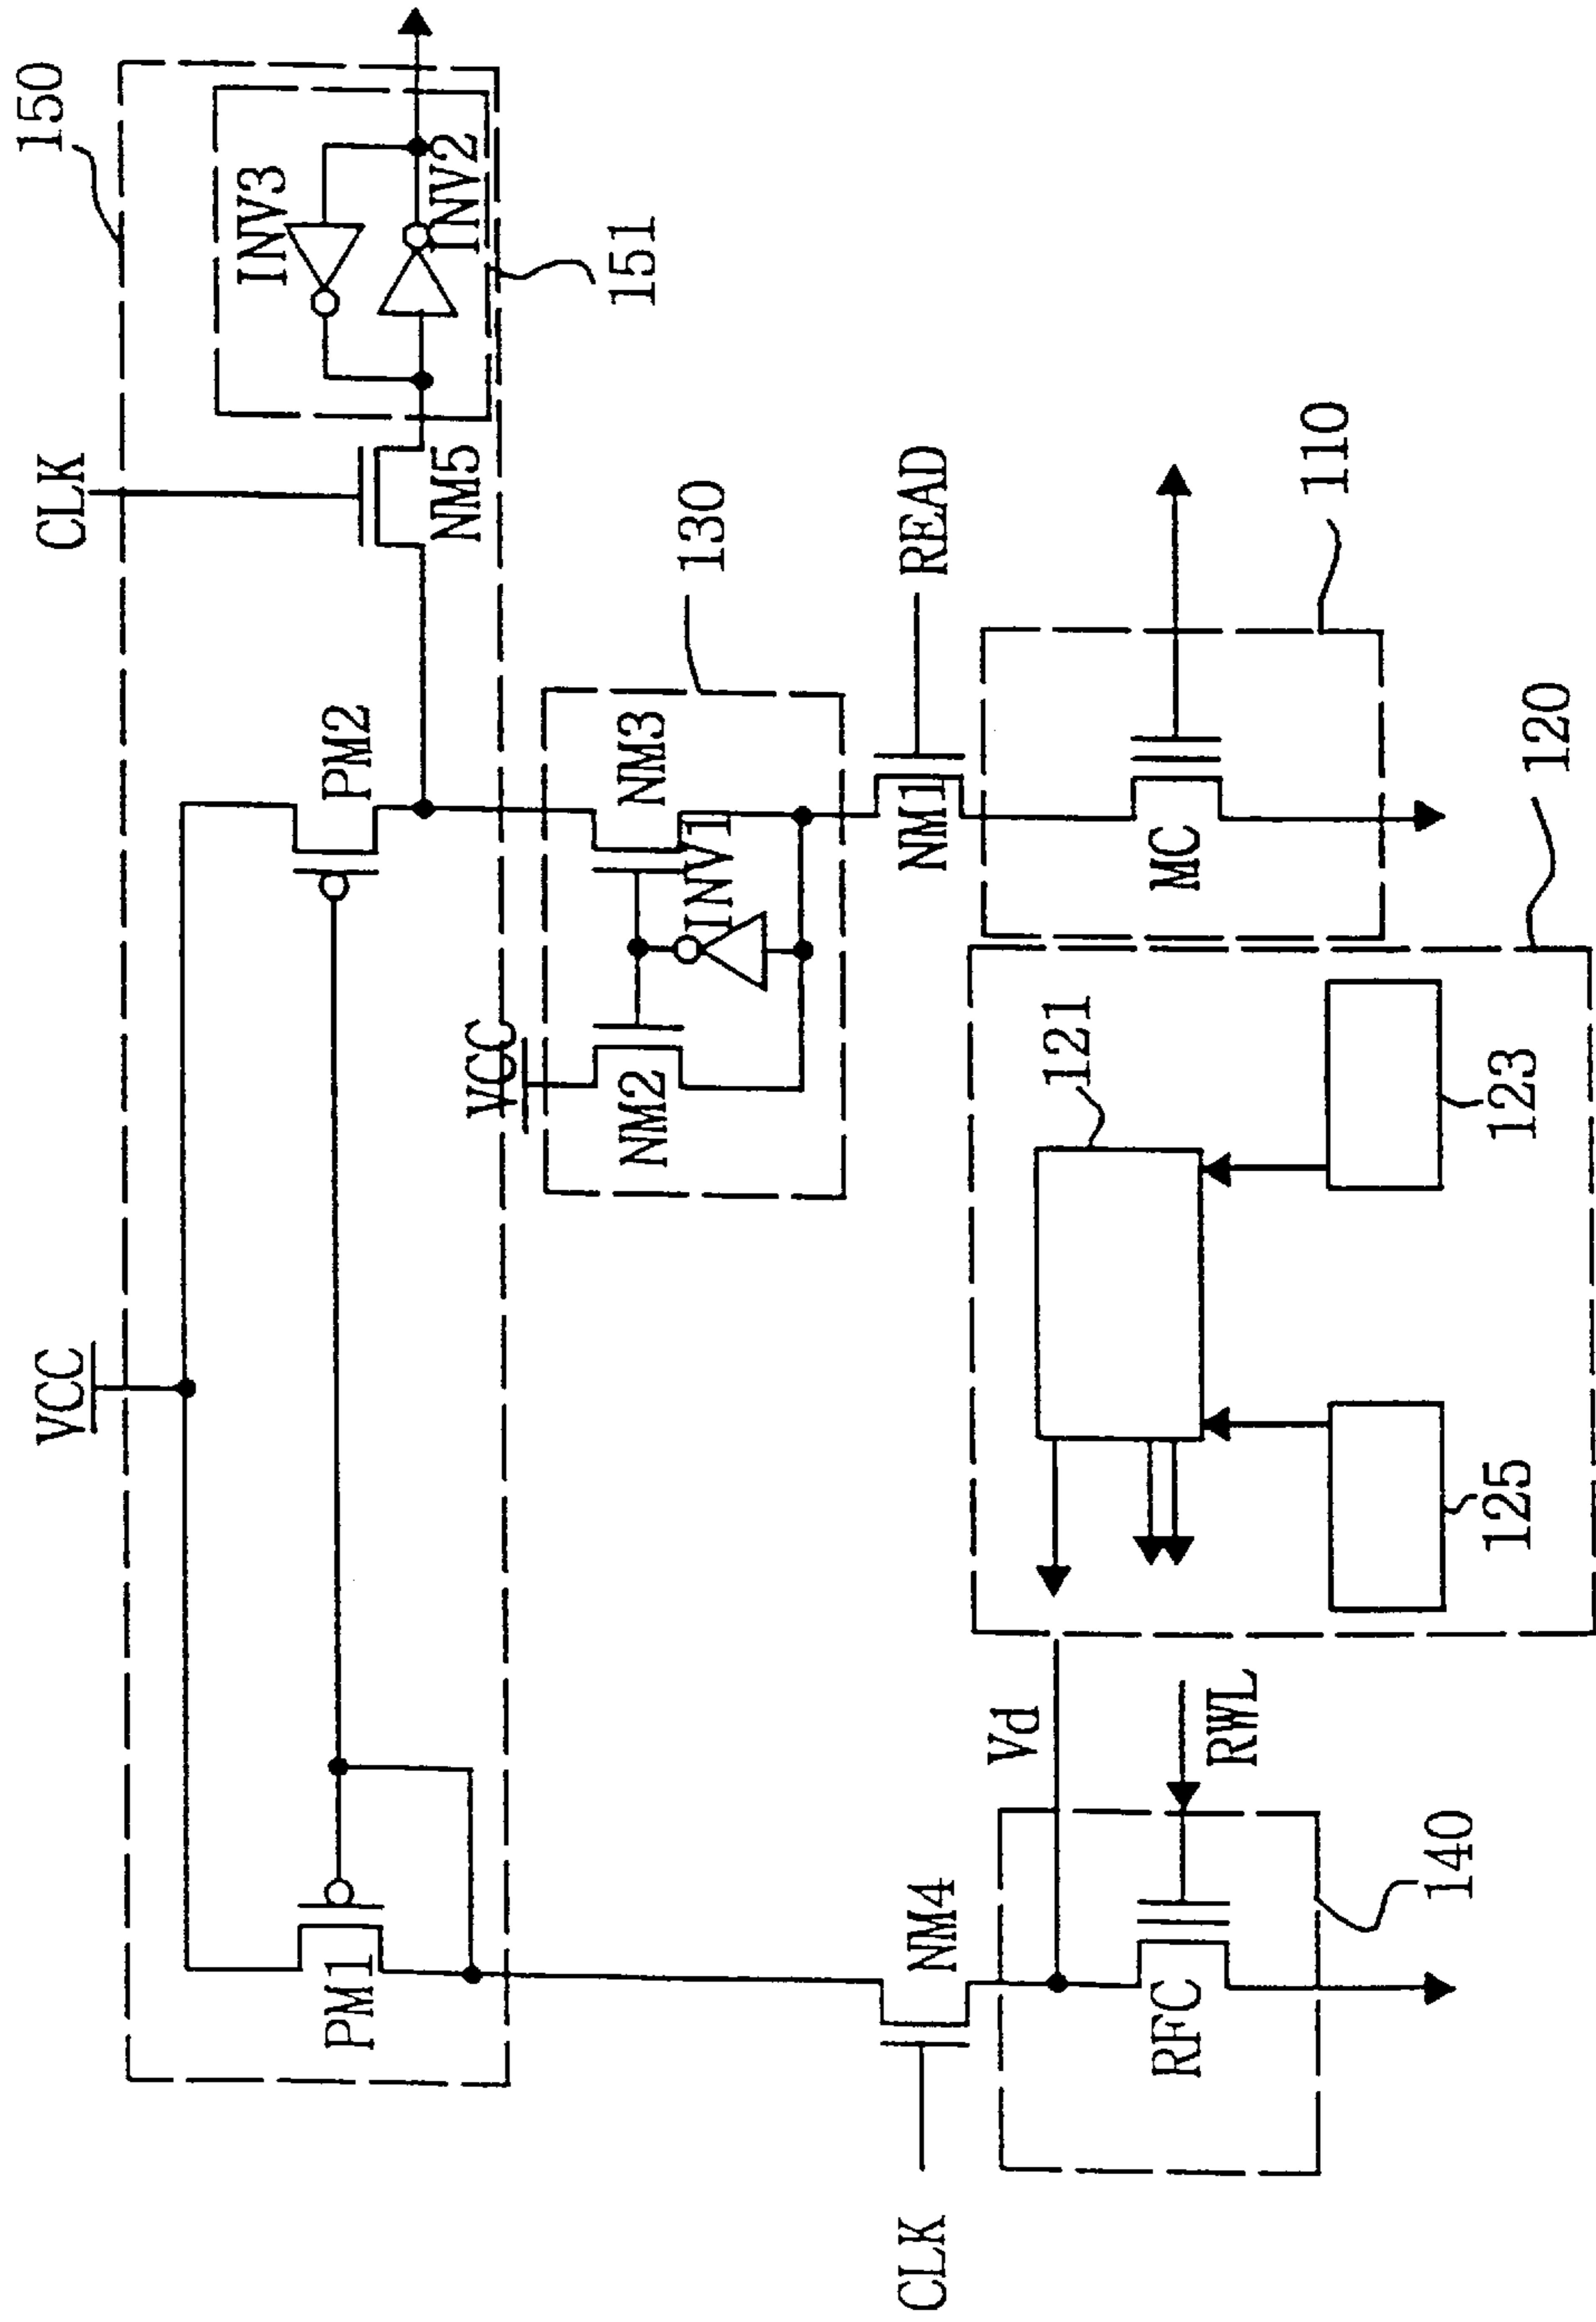 150
CLK
VCC
INV3
INV2
151
NM5
PM2
PM1
130
VCC
NM3
INV1
NM2
READ
NM1
110
MC
120
121
123
125
Vd
RWL
NM4
CLK
RFC
140